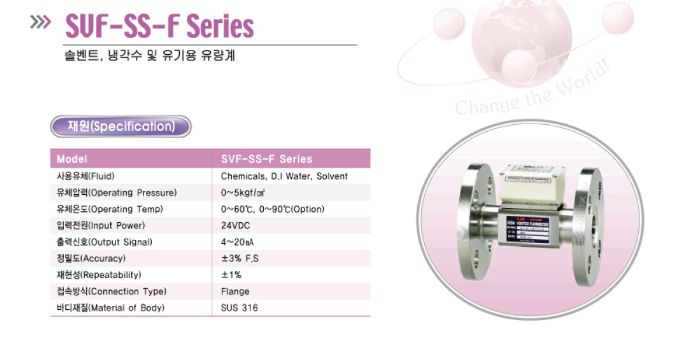 SUF-SS-F Series
솔벤트, 냉각수 및 유기용 유량계
Change the World!
재원(Specification)
Model SVF-SS-F Series
사용유체(Fluid) Chemicals, D.I Water, Solvent
유체압력(Operating Pressure) 0~5kgf/㎠
유체온도(Operating Temp) 0~60℃, 0~90℃(Option)
입력전원(Input Power) 24VDC
출력신호(Output Signal) 4~20㎃
정밀도(Accuracy) ±3% F.S
재현성(Repeatability) ±1%
접속방식(Connection Type) Flange
바디재질(Material of Body) SUS 316